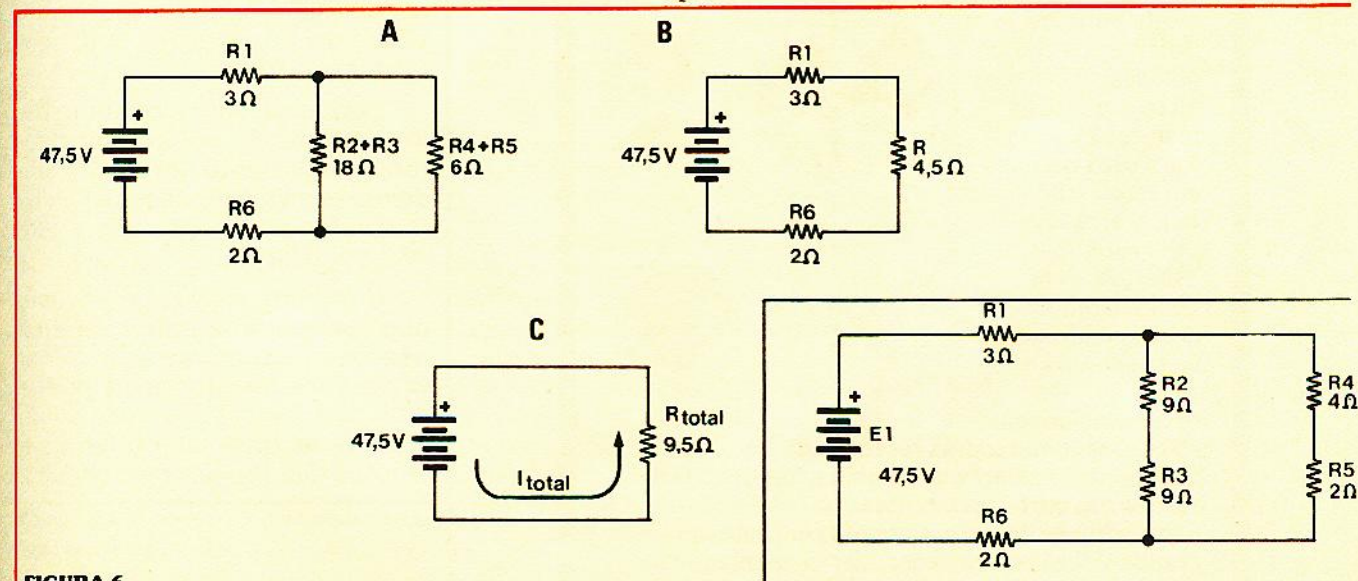 A
R1
3Ω
47,5V
+
R2+R3
18Ω
R4+R5
6Ω
R6
2Ω
B
R1
3Ω
47,5V
+
R
4,5Ω
R6
2Ω
C
47,5V
+
Rtotal
9,5Ω
Itotal
R1
3Ω
+
E1
47,5V
R2
9Ω
R3
9Ω
R4
4Ω
R5
2Ω
R6
2Ω
FIGURA 6